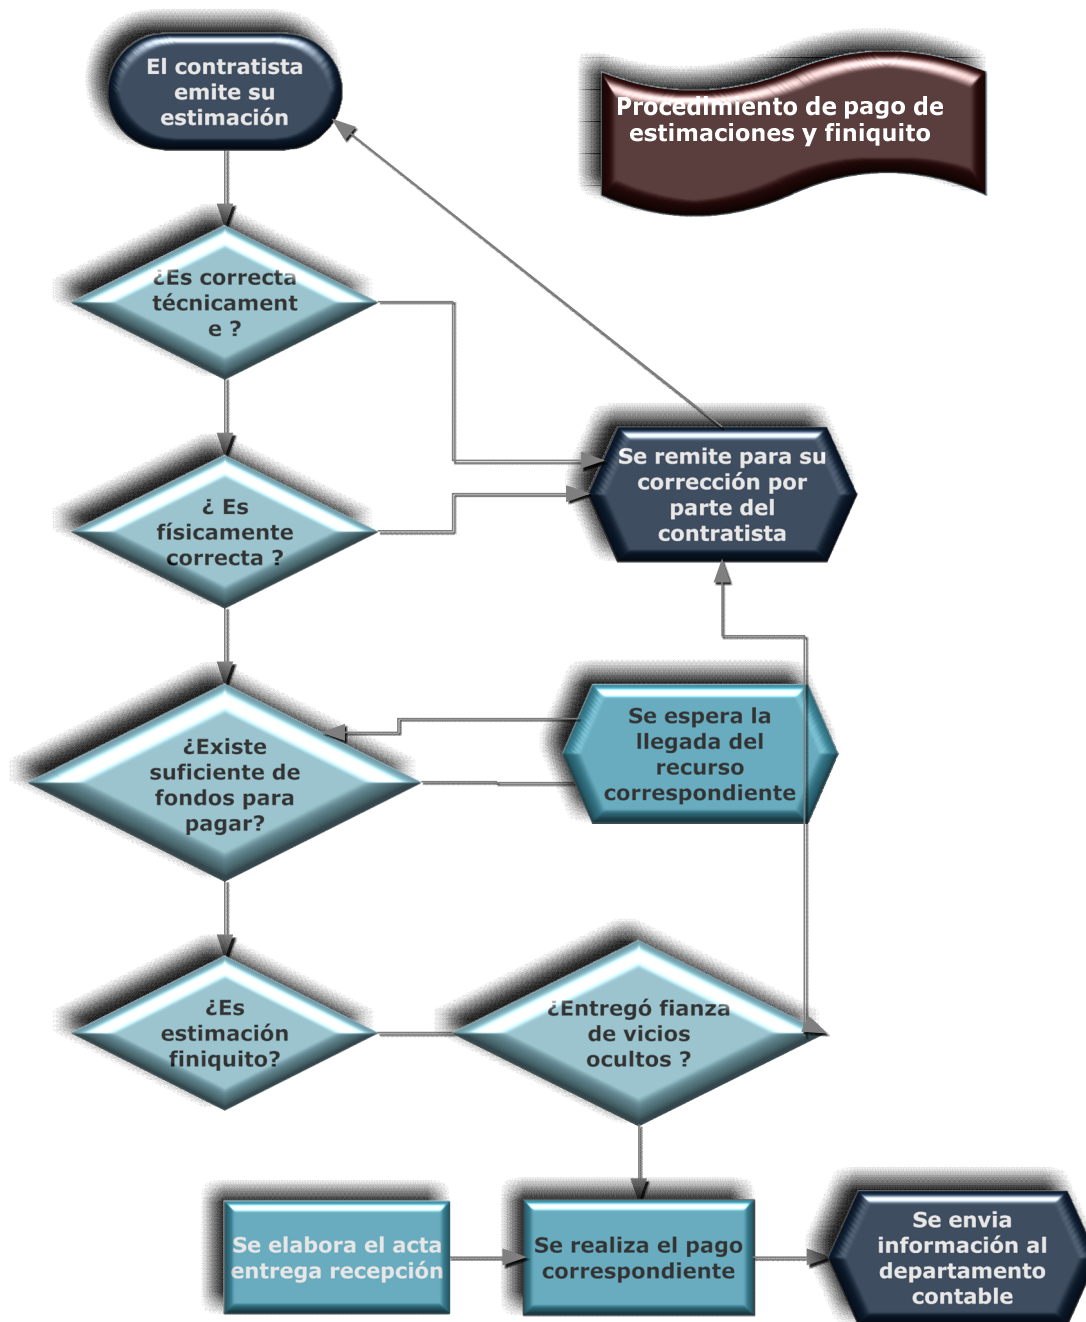 El contratista
emite su
estimación
Procedimiento de pago de
estimaciones y finiquito
¿Es correcta
técnicament
e ?
¿ Es
físicamente
correcta ?
Se remite para su
corrección por
parte del
contratista
¿Existe
suficiente de
fondos para
pagar?
Se espera la
llegada del
recurso
correspondiente
¿Es
estimación
finiquito?
¿Entregó fianza
de vicios
ocultos ?
Se elabora el acta
entrega recepción
Se realiza el pago
correspondiente
Se envia
información al
departamento
contable